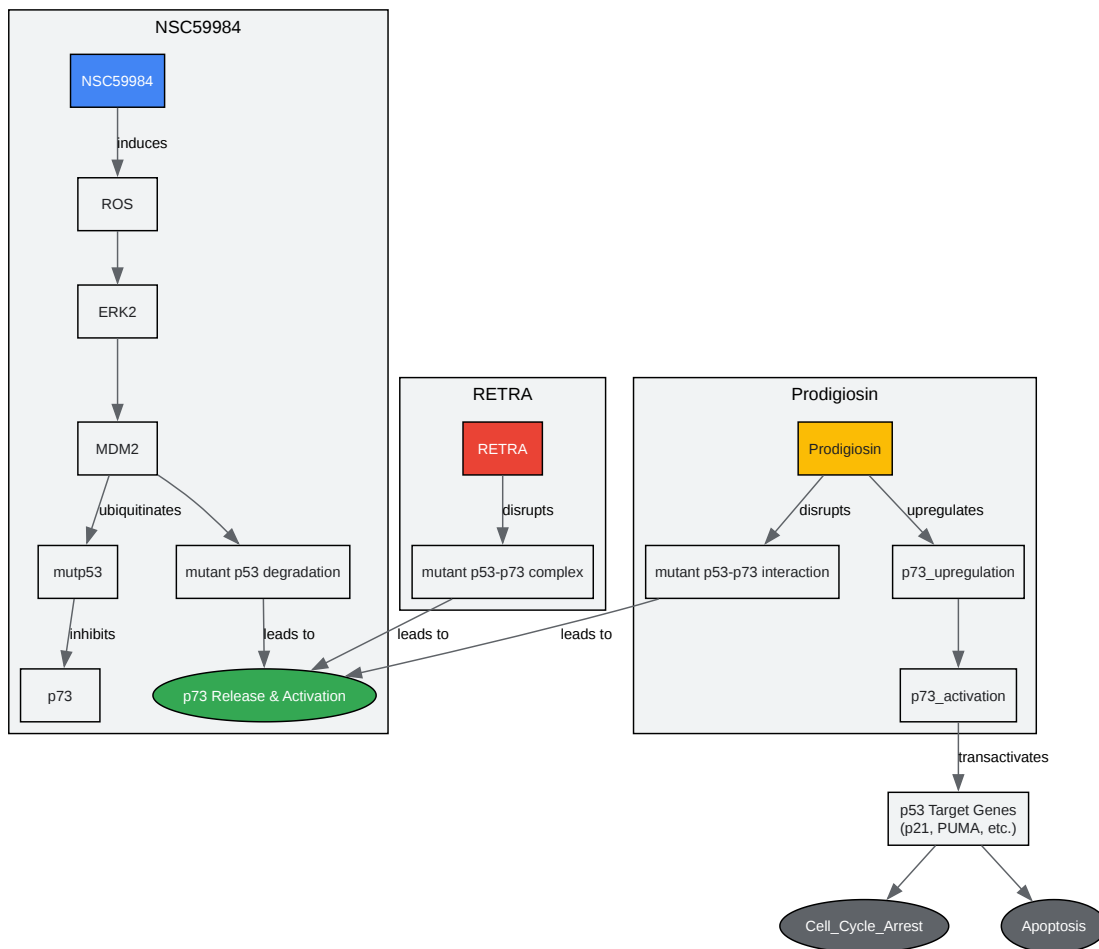 NSC59984
NSC59984
induces
ROS
ERK2
MDM2
ubiquitinates
mutp53
mutant p53 degradation
inhibits
leads to
p73
p73 Release & Activation
RETRA
RETRA
disrupts
mutant p53-p73 complex
leads to
Prodigiosin
Prodigiosin
disrupts
upregulates
mutant p53-p73 interaction
p73_upregulation
leads to
p73_activation
transactivates
p53 Target Genes
(p21, PUMA, etc.)
Cell_Cycle_Arrest
Apoptosis